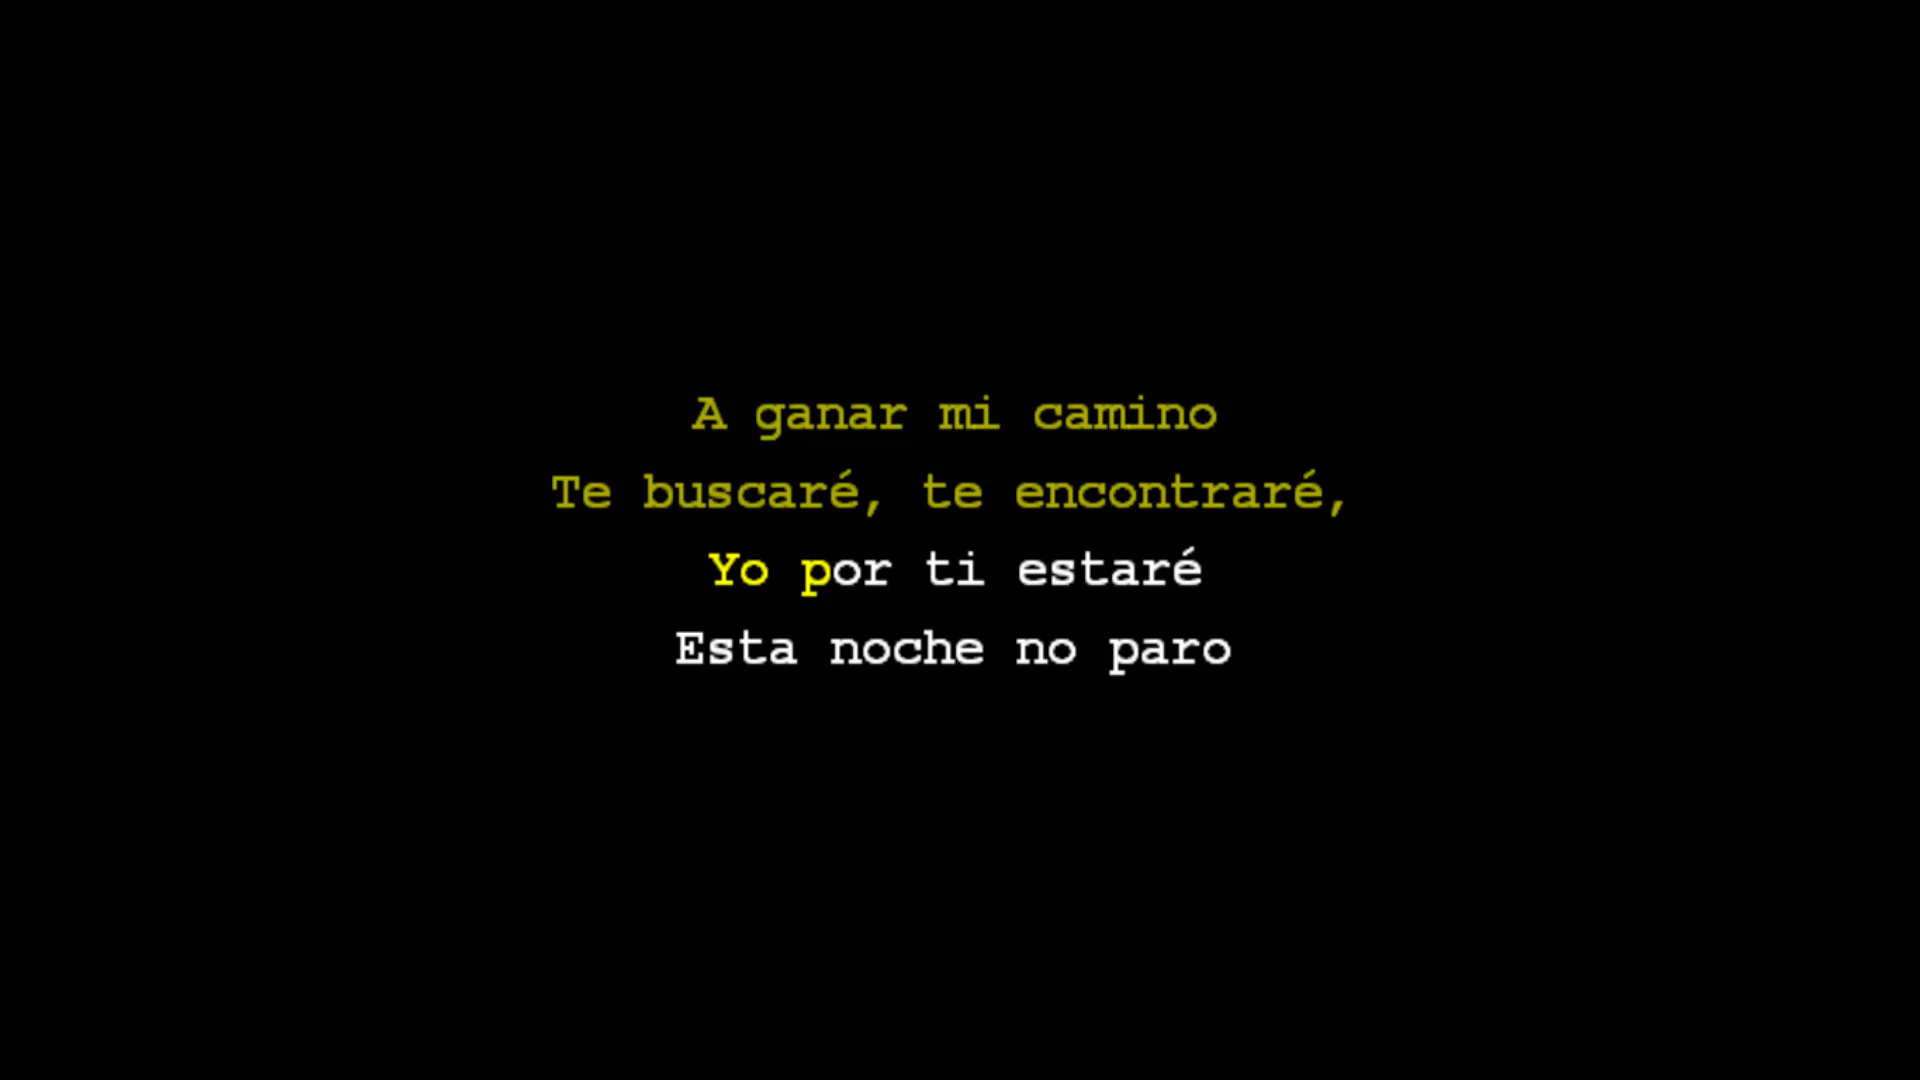 A ganar mi camino
Te buscaré, te encontraré,
Yo por ti estaré
Esta noche no paro